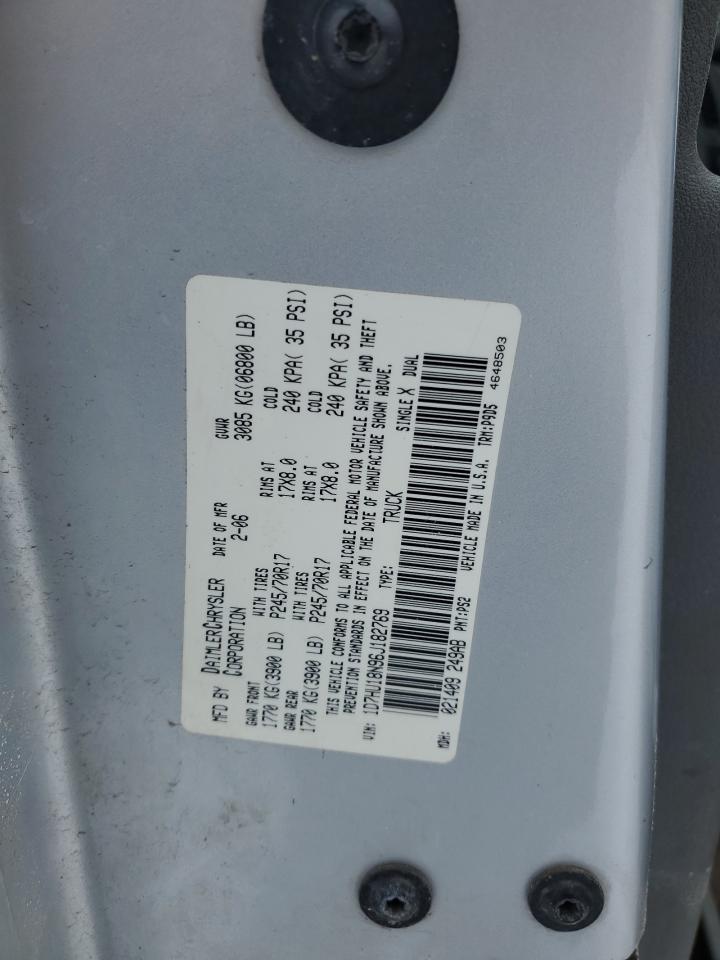 MFD BY DAIMLERCHRYSLER CORPORATION DATE OF MFR 2-06 GVWR 3085 KG(06800 LB)
GAWR FRONT WITH TIRES RIMS AT COLD
1770 KG(3900 LB) P245/70R17 17X8.0 240 KPA( 35 PSI)
GAWR REAR WITH TIRES RIMS AT COLD
1770 KG(3900 LB) P245/70R17 17X8.0 240 KPA( 35 PSI)
THIS VEHICLE CONFORMS TO ALL APPLICABLE FEDERAL MOTOR VEHICLE SAFETY AND THEFT
PREVENTION STANDARDS IN EFFECT ON THE DATE OF MANUFACTURE SHOWN ABOVE.
VIN: 1D7HU18N96J182769 TYPE: TRUCK SINGLE X DUAL
MDH: 021409 249AB PNT:PS2 VEHICLE MADE IN U.S.A. TRM:P9D5 4648503